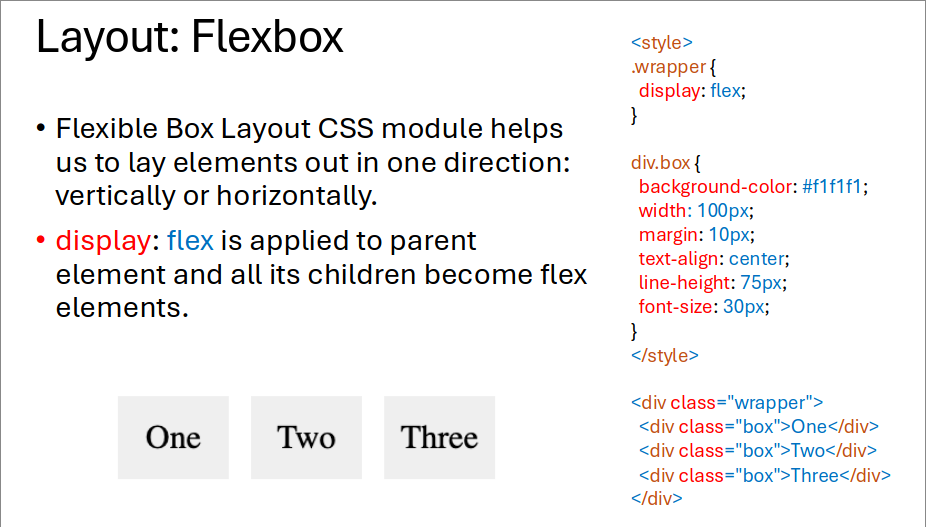 Layout: Flexbox
• Flexible Box Layout CSS module helps
us to lay elements out in one direction:
vertically or horizontally.
• display: flex is applied to parent
element and all its children become flex
elements.
One Two Three
<style>
.wrapper {
  display: flex;
}

div.box {
  background-color: #f1f1f1;
  width: 100px;
  margin: 10px;
  text-align: center;
  line-height: 75px;
  font-size: 30px;
}
</style>

<div class="wrapper">
  <div class="box">One</div>
  <div class="box">Two</div>
  <div class="box">Three</div>
</div>